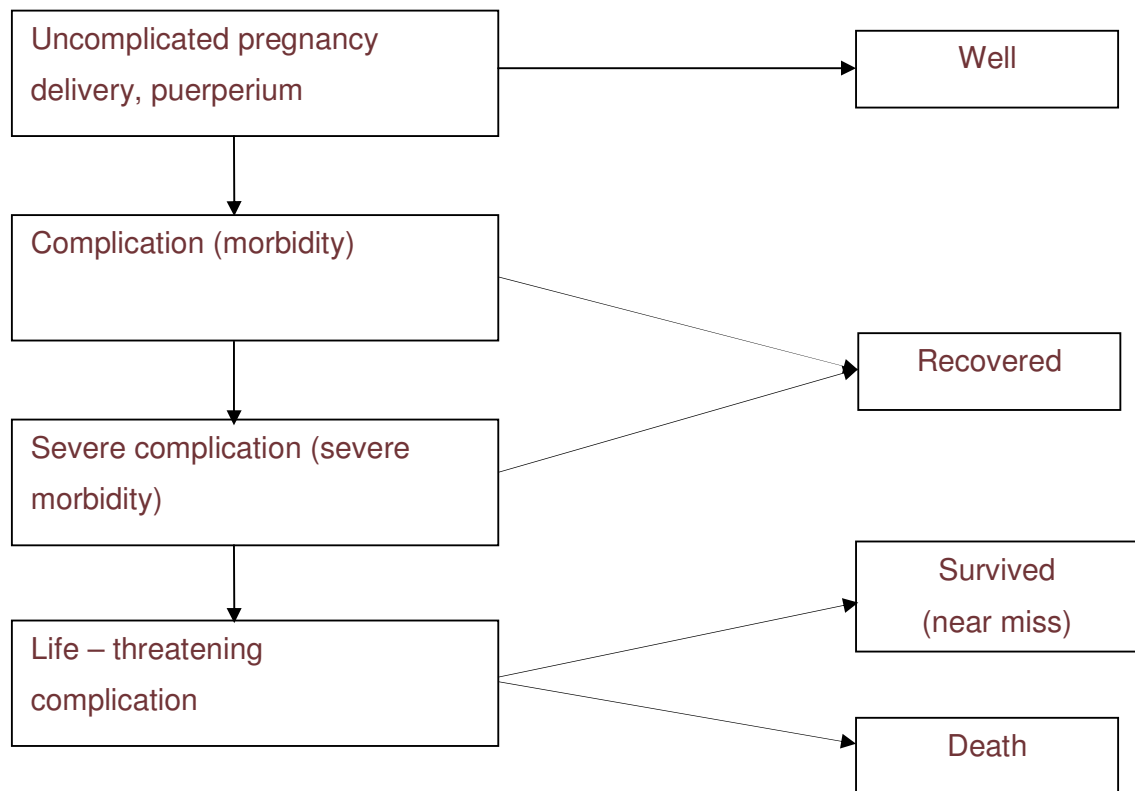 Uncomplicated pregnancy
delivery, puerperium
Well
Complication (morbidity)
Recovered
Severe complication (severe
morbidity)
Survived
(near miss)
Life – threatening
complication
Death